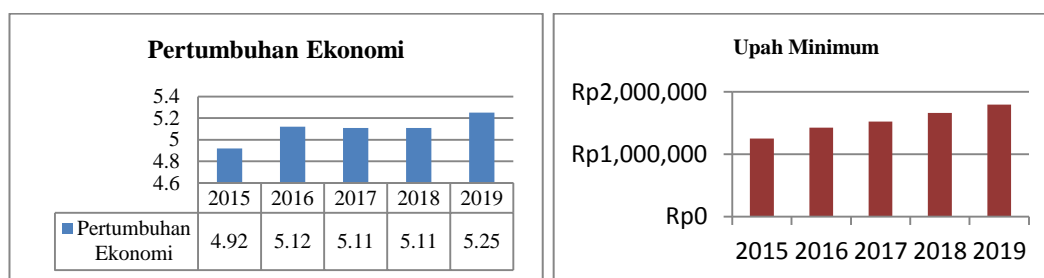 Pertumbuhan Ekonomi
5.4
5.2
5
4.8
4.6
2015 2016 2017 2018 2019
Pertumbuhan
Ekonomi
4.92 5.12 5.11 5.11 5.25
Upah Minimum
Rp2,000,000
Rp1,000,000
Rp0
2015 2016 2017 2018 2019